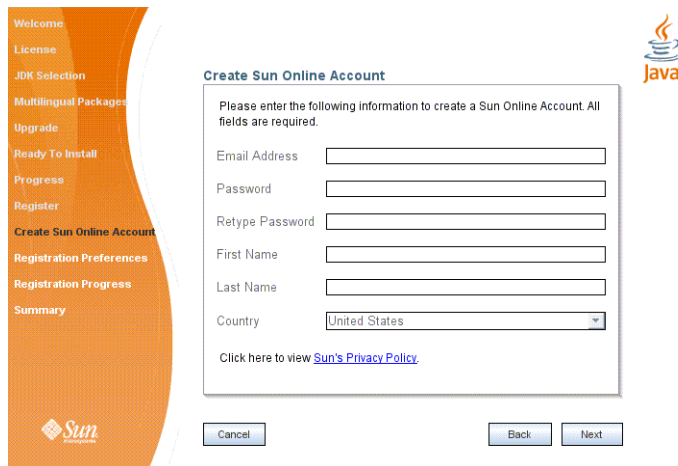 Welcome
License
JDK Selection
Multilingual Packages
Upgrade
Ready To Install
Progress
Register
Create Sun Online Account
Registration Preferences
Registration Progress
Summary
Sun
microsystems
Java
Create Sun Online Account
Please enter the following information to create a Sun Online Account. All
fields are required.
Email Address
Password
Retype Password
First Name
Last Name
Country United States
Click here to view Sun's Privacy Policy.
Cancel Back Next